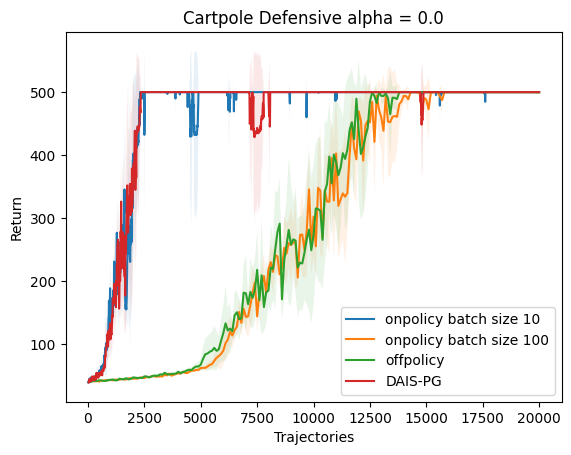 Cartpole Defensive alpha = 0.0
Return
500
400
300
200
100
onpolicy batch size 10
onpolicy batch size 100
offpolicy
DAIS-PG
0 2500 5000 7500 10000 12500 15000 17500 20000
Trajectories